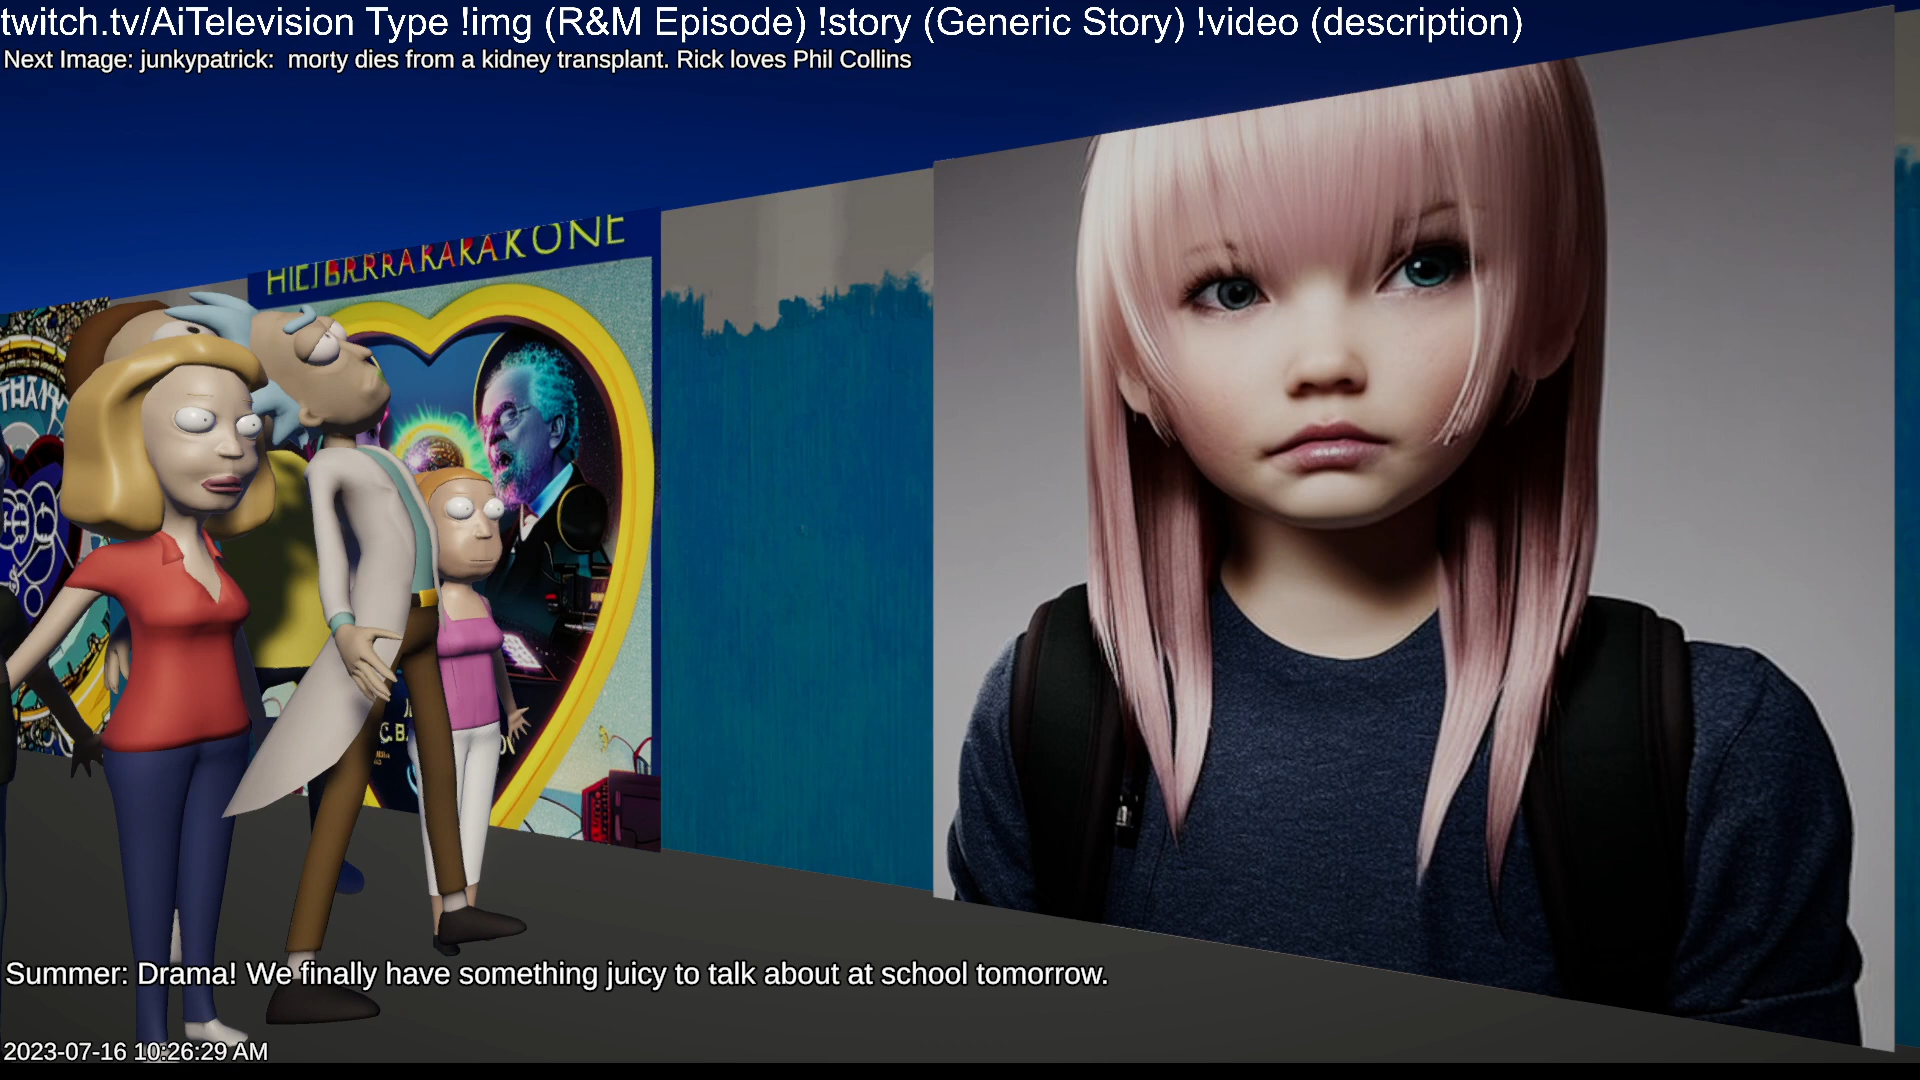 twitch.tv/AiTelevision Type !img (R&M Episode) !story (Generic Story) !video (description)
Next Image: junkypatrick:  morty dies from a kidney transplant. Rick loves Phil Collins
THAN
Summer: Drama! We finally have something juicy to talk about at school tomorrow.
2023-07-16 10:26:29 AM